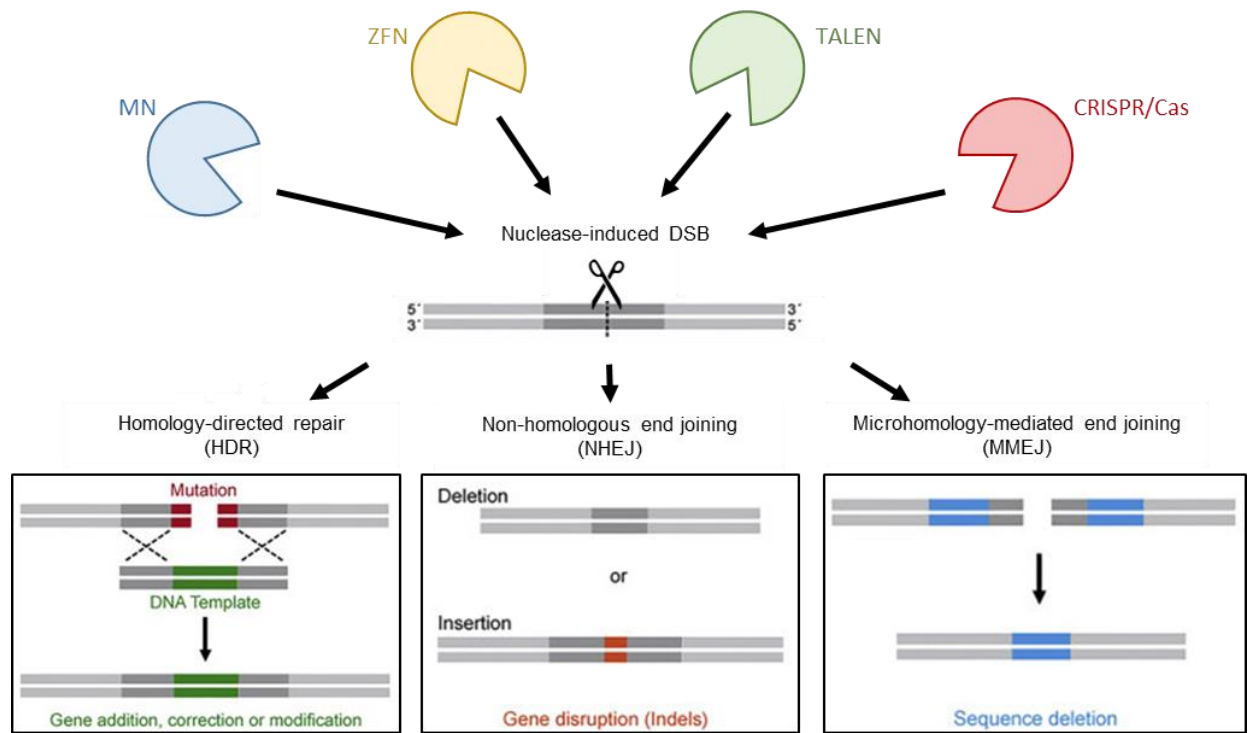 ZFN
TALEN
MN
CRISPR/Cas
Nuclease-induced DSB
5´ 3´
3´ 5´
Homology-directed repair
(HDR)
Non-homologous end joining
(NHEJ)
Microhomology-mediated end joining
(MMEJ)
Mutation
DNA Template
Gene addition, correction or modification
Deletion
or
Insertion
Gene disruption (Indels)
Sequence deletion